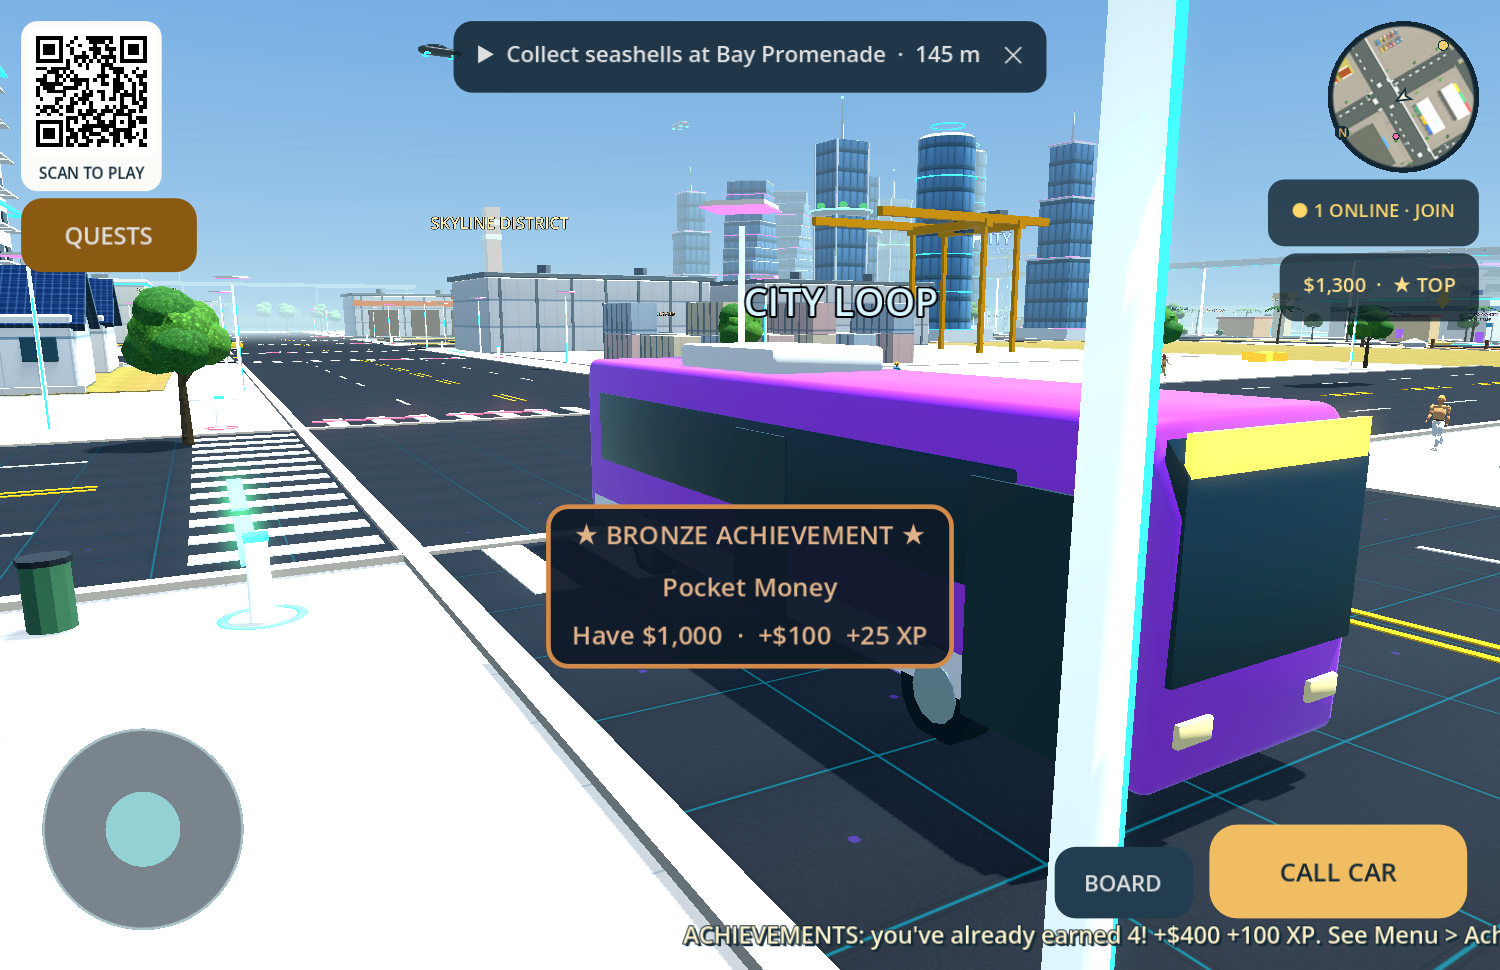 ▶ Collect seashells at Bay Promenade · 145 m ×
SCAN TO PLAY
QUESTS
N
1 ONLINE · JOIN
$1,300 · ★ TOP
SKYLINE DISTRICT
CITY
CITY LOOP
★ BRONZE ACHIEVEMENT ★
Pocket Money
Have $1,000 · +$100 +25 XP
BOARD
CALL CAR
ACHIEVEMENTS: you've already earned 4! +$400 +100 XP. See Menu > Ach